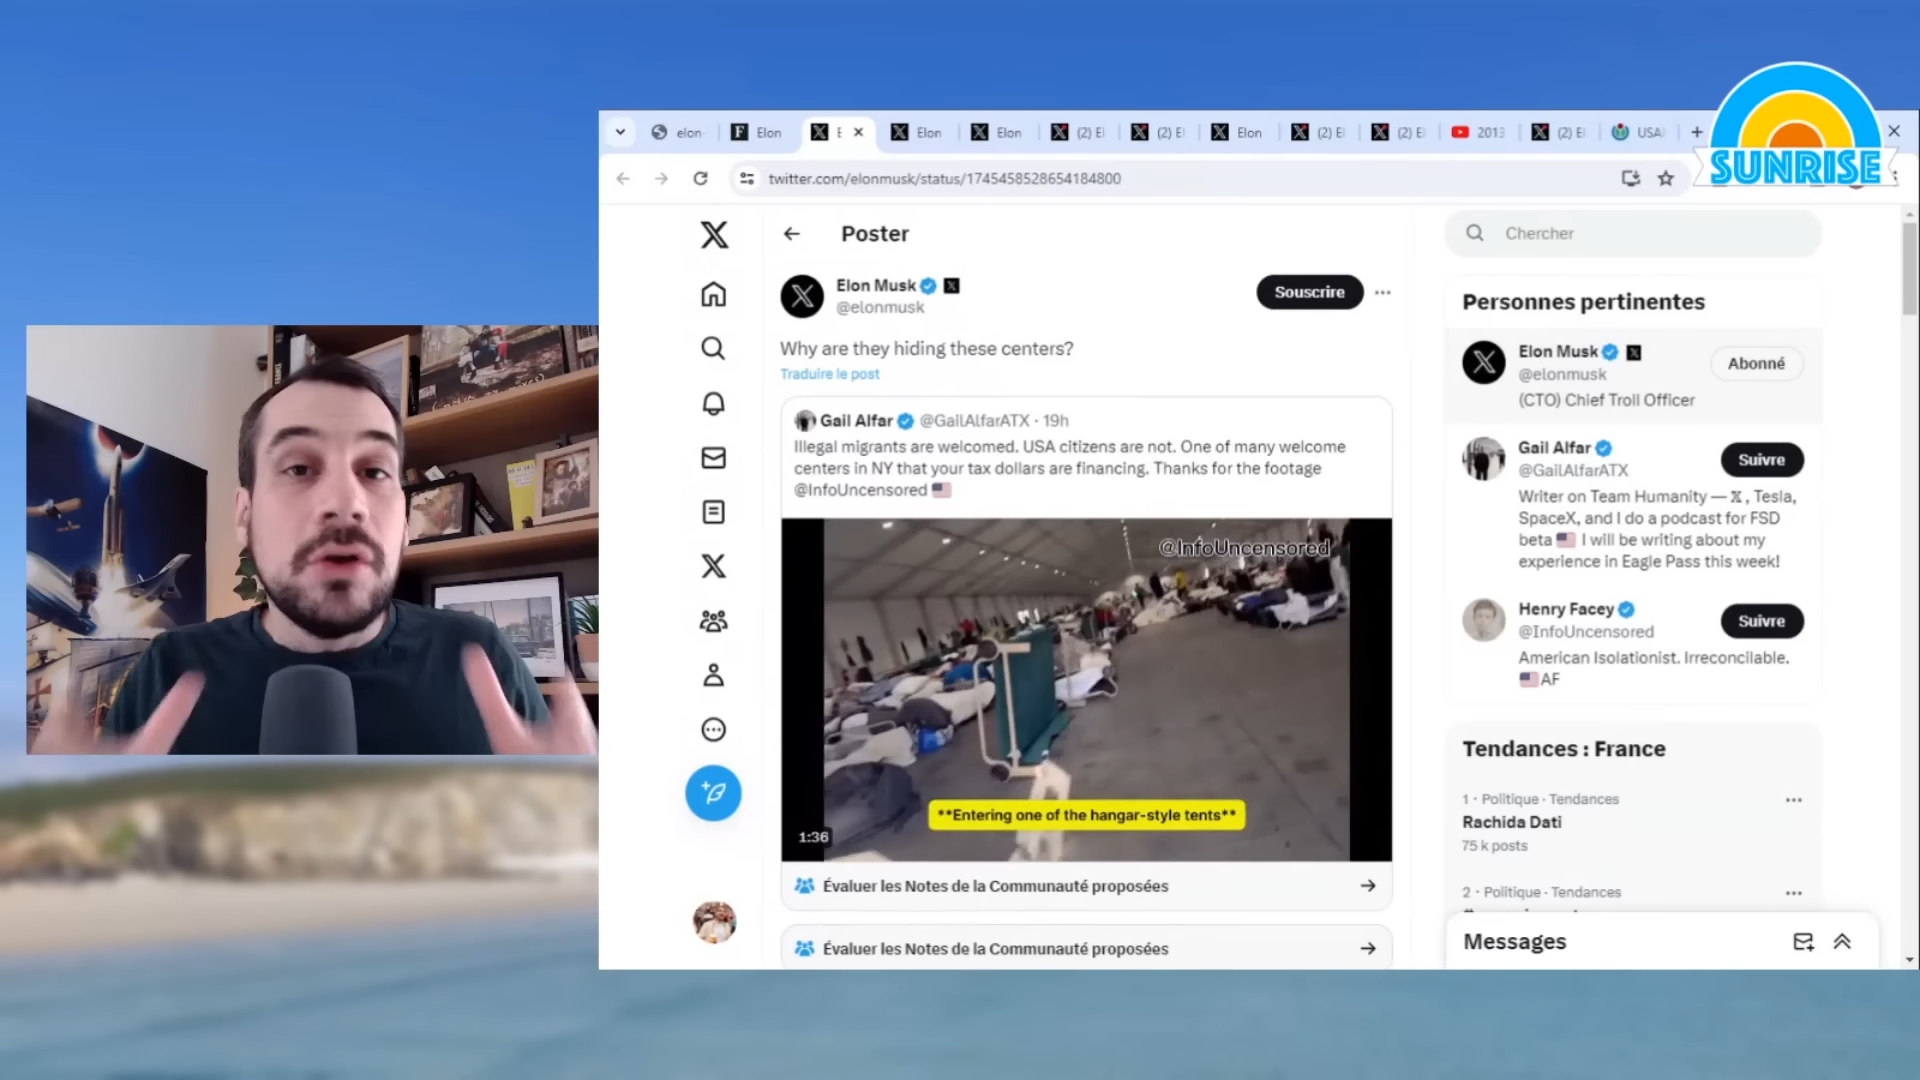 SUNRISE
elon
Elon
E
Elon
Elon
(2) El
(2) El
Elon
(2) El
(2) E
2013
(2) El
USA
twitter.com/elonmusk/status/1745458528654184800
Poster
Elon Musk
@elonmusk
Souscrire
Why are they hiding these centers?
Traduire le post
Gail Alfar @GailAlfarATX · 19h
Illegal migrants are welcomed. USA citizens are not. One of many welcome
centers in NY that your tax dollars are financing. Thanks for the footage
@InfoUncensored
@InfoUncensored
**Entering one of the hangar-style tents**
1:36
Évaluer les Notes de la Communauté proposées
Évaluer les Notes de la Communauté proposées
Chercher
Personnes pertinentes
Elon Musk
@elonmusk
Abonné
(CTO) Chief Troll Officer
Gail Alfar
@GailAlfarATX
Suivre
Writer on Team Humanity — 𝕏, Tesla,
SpaceX, and I do a podcast for FSD
beta I will be writing about my
experience in Eagle Pass this week!
Henry Facey
@InfoUncensored
Suivre
American Isolationist. Irreconcilable.
AF
Tendances : France
1 · Politique · Tendances
Rachida Dati
75 k posts
2 · Politique · Tendances
Messages